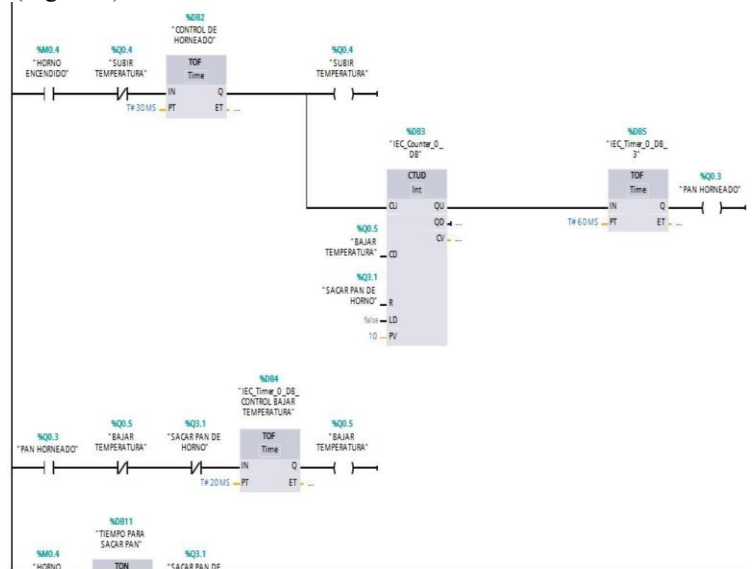 %DB2
"CONTROL DE
HORNEADO"
%M0.4
"HORNO
ENCENDIDO"
%Q0.4
"SUBIR
TEMPERATURA"
TOF
Time
%Q0.4
"SUBIR
TEMPERATURA"
IN
Q
T#30MS
PT
ET
...
%DB3
"IEC_Counter_0_
DB"
%DB5
"IEC_Timer_0_DB_
3"
CTUD
Int
TOF
Time
%Q0.3
"PAN HORNEADO"
CU
QU
IN
Q
QD
...
T#60MS
PT
ET
...
%Q0.5
"BAJAR
TEMPERATURA"
CD
CV
...
%Q3.1
"SACAR PAN DE
HORNO"
R
false
LD
10
PV
%DB4
"IEC_Timer_0_DB_
CONTROL BAJAR
TEMPERATURA"
%Q0.3
"PAN HORNEADO"
%Q0.5
"BAJAR
TEMPERATURA"
%Q3.1
"SACAR PAN DE
HORNO"
TOF
Time
%Q0.5
"BAJAR
TEMPERATURA"
IN
Q
T#20MS
PT
ET
...
%DB11
"TIEMPO PARA
SACAR PAN"
%M0.4
"HORNO
TON
%Q3.1
"SACAR PAN DE